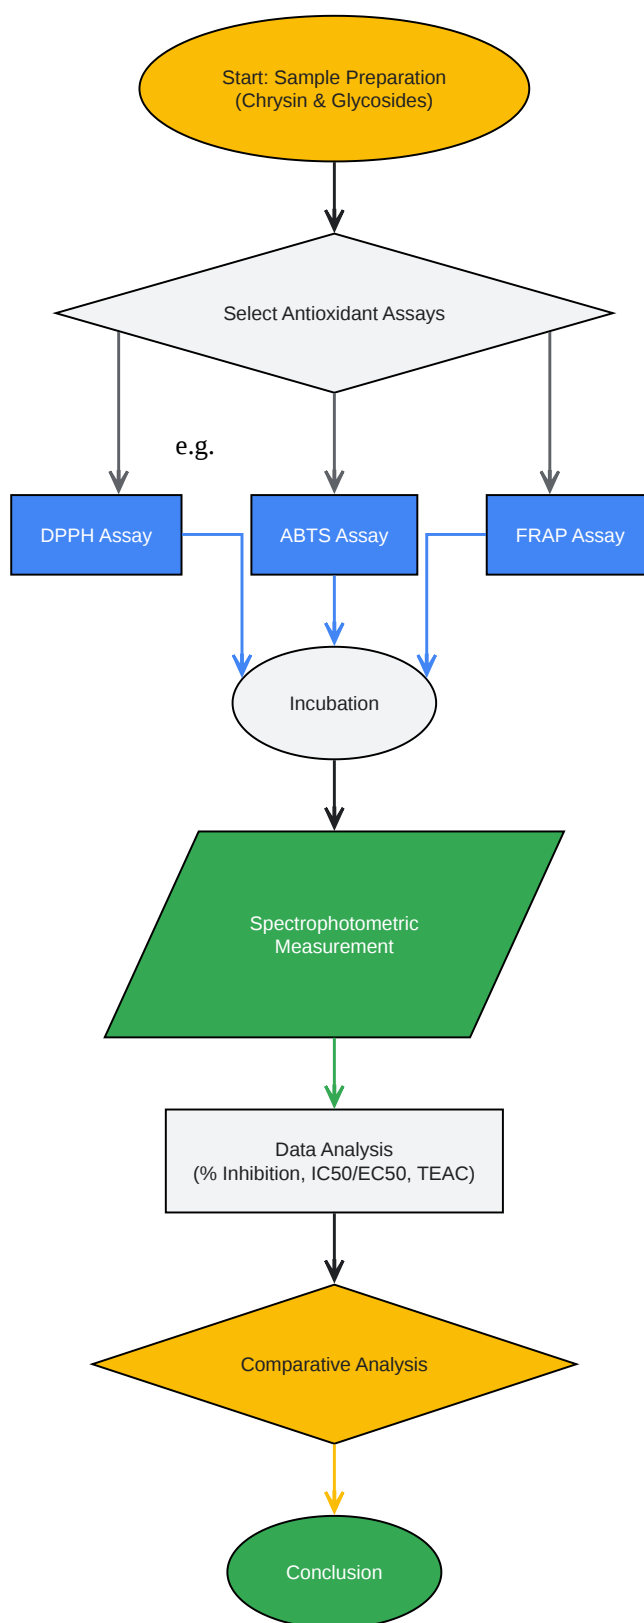 Start: Sample Preparation
(Chrysin & Glycosides)
Select Antioxidant Assays
e.g.
DPPH Assay
ABTS Assay
FRAP Assay
Incubation
Spectrophotometric
Measurement
Data Analysis
(% Inhibition, IC50/EC50, TEAC)
Comparative Analysis
Conclusion